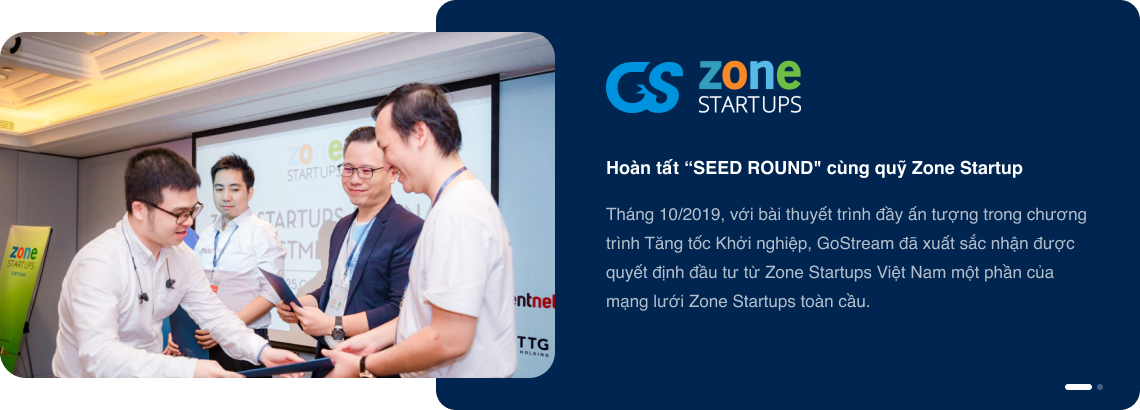 GS
zone
STARTUPS
Hoàn tất “SEED ROUND" cùng quỹ Zone Startup
Tháng 10/2019, với bài thuyết trình đầy ấn tượng trong chương
trình Tăng tốc Khởi nghiệp, GoStream đã xuất sắc nhận được
quyết định đầu tư từ Zone Startups Việt Nam một phần của
mạng lưới Zone Startups toàn cầu.
zone
STARTUPS
STARTUPS
zone
STARTUPS
TTG
HOLDING